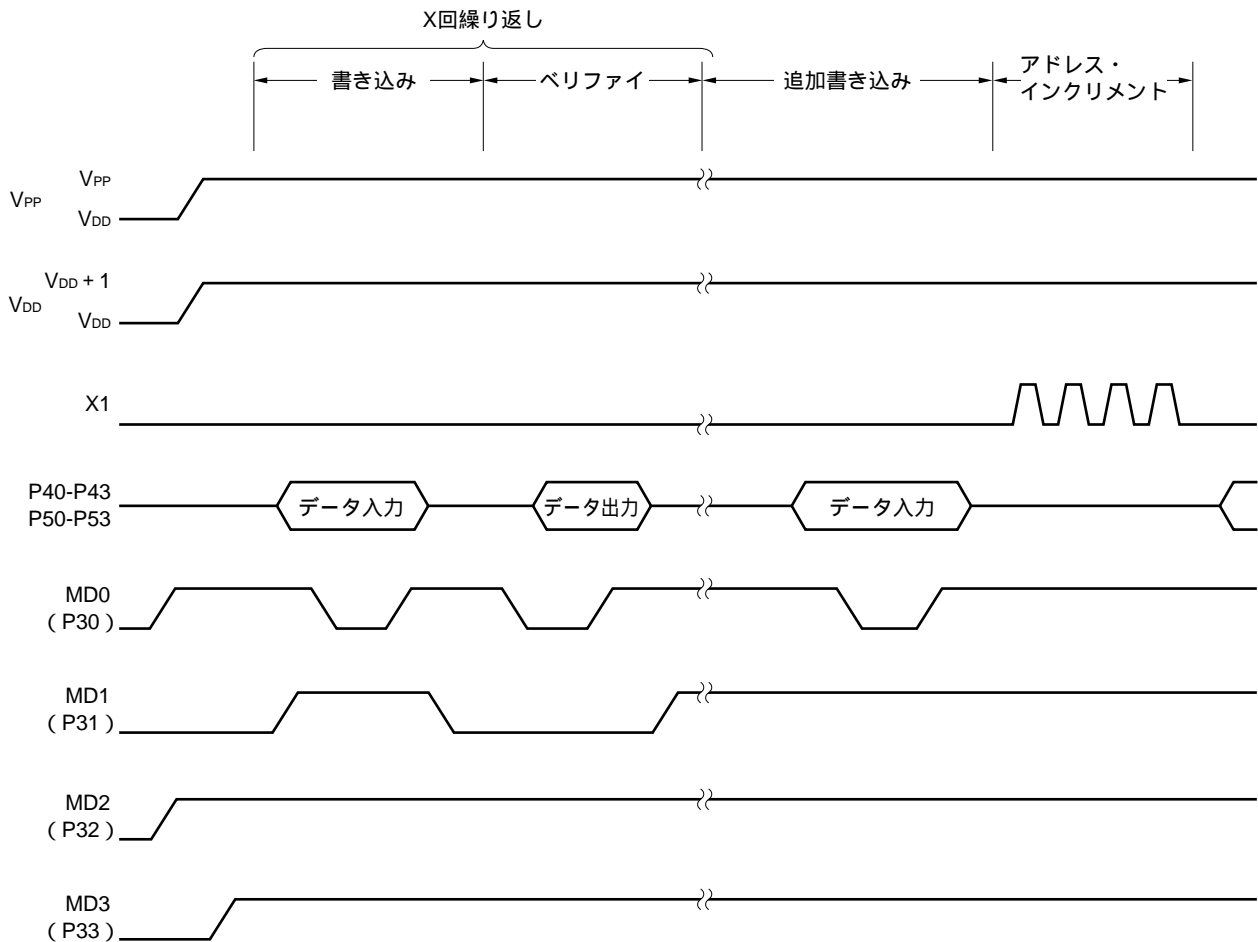 X回繰り返し
書き込み
ベリファイ
追加書き込み
アドレス・
インクリメント
VPP
VPP
VDD
VDD + 1
VDD
VDD
X1
P40-P43
P50-P53
データ入力
データ出力
データ入力
MD0
（P30）
MD1
（P31）
MD2
（P32）
MD3
（P33）